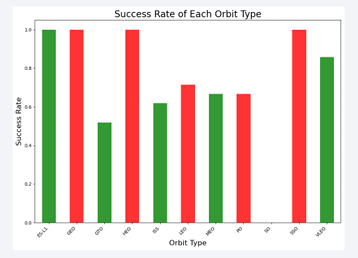 Success Rate of Each Orbit Type
Success Rate
1.0
0.8
0.6
0.4
0.2
0.0
ES-L1
GEO
GTO
HEO
ISS
LEO
MEO
PO
SO
SSO
VLEO
Orbit Type